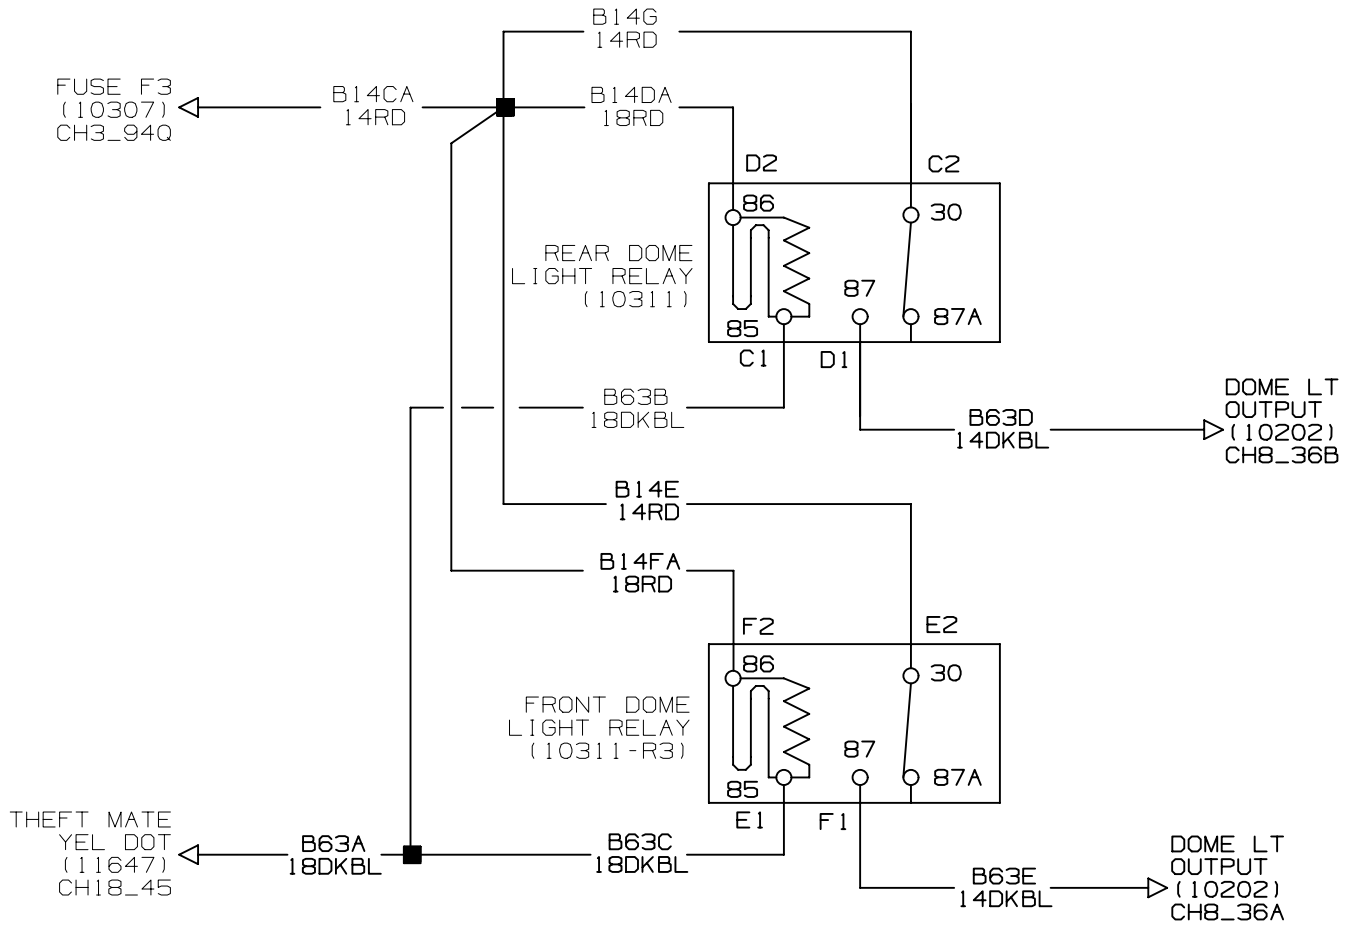 B14G
14RD
FUSE F3
(10307)
CH3_94Q
B14CA
14RD
B14DA
18RD
D2
C2
86
30
REAR DOME
LIGHT RELAY
(10311)
87
85
87A
C1
D1
B63B
18DKBL
B63D
14DKBL
DOME LT
OUTPUT
(10202)
CH8_36B
B14E
14RD
B14FA
18RD
F2
E2
86
30
FRONT DOME
LIGHT RELAY
(10311-R3)
87
85
87A
E1
F1
THEFT MATE
YEL DOT
(11647)
CH18_45
B63A
18DKBL
B63C
18DKBL
B63E
14DKBL
DOME LT
OUTPUT
(10202)
CH8_36A